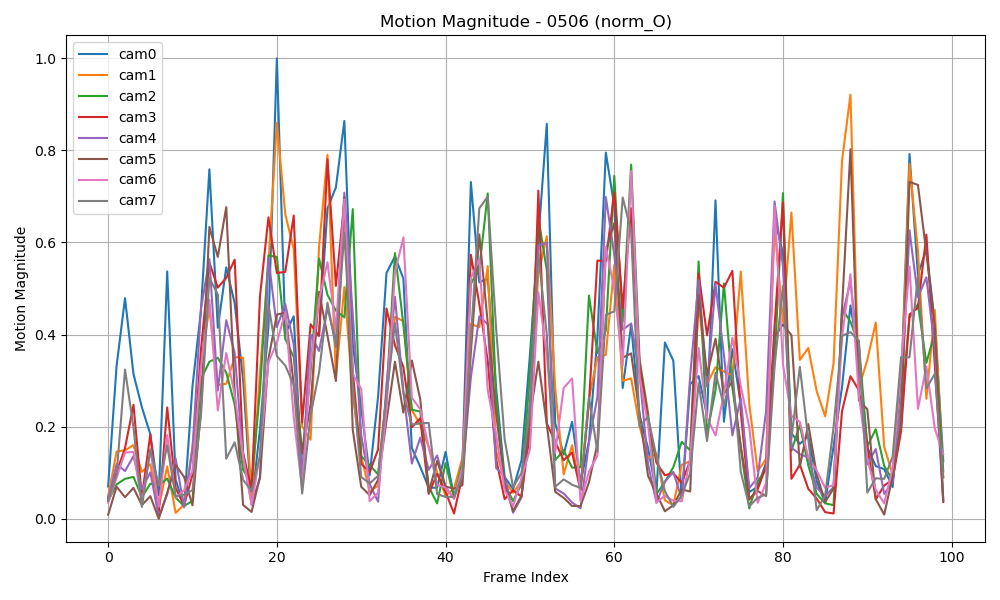 Motion Magnitude - 0506 (norm_O)
cam0
cam1
cam2
cam3
cam4
cam5
cam6
cam7
Motion Magnitude
1.0
0.8
0.6
0.4
0.2
0.0
0 20 40 60 80 100
Frame Index